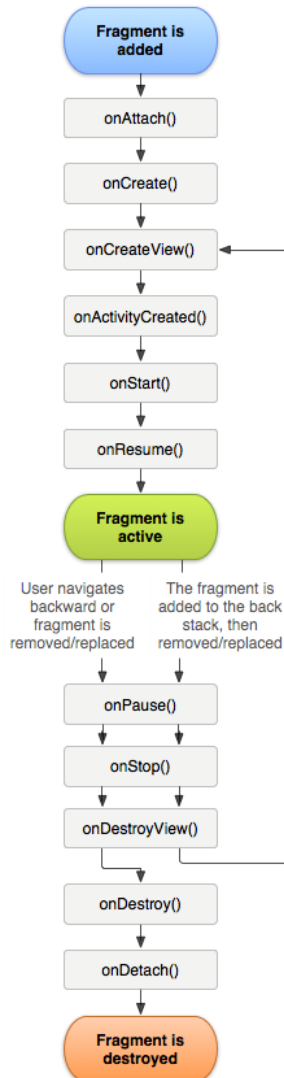 Fragment is
added
onAttach()
onCreate()
onCreateView()
onActivityCreated()
onStart()
onResume()
Fragment is
active
User navigates
backward or
fragment is
removed/replaced
The fragment is
added to the back
stack, then
removed/replaced
onPause()
onStop()
onDestroyView()
onDestroy()
onDetach()
Fragment is
destroyed